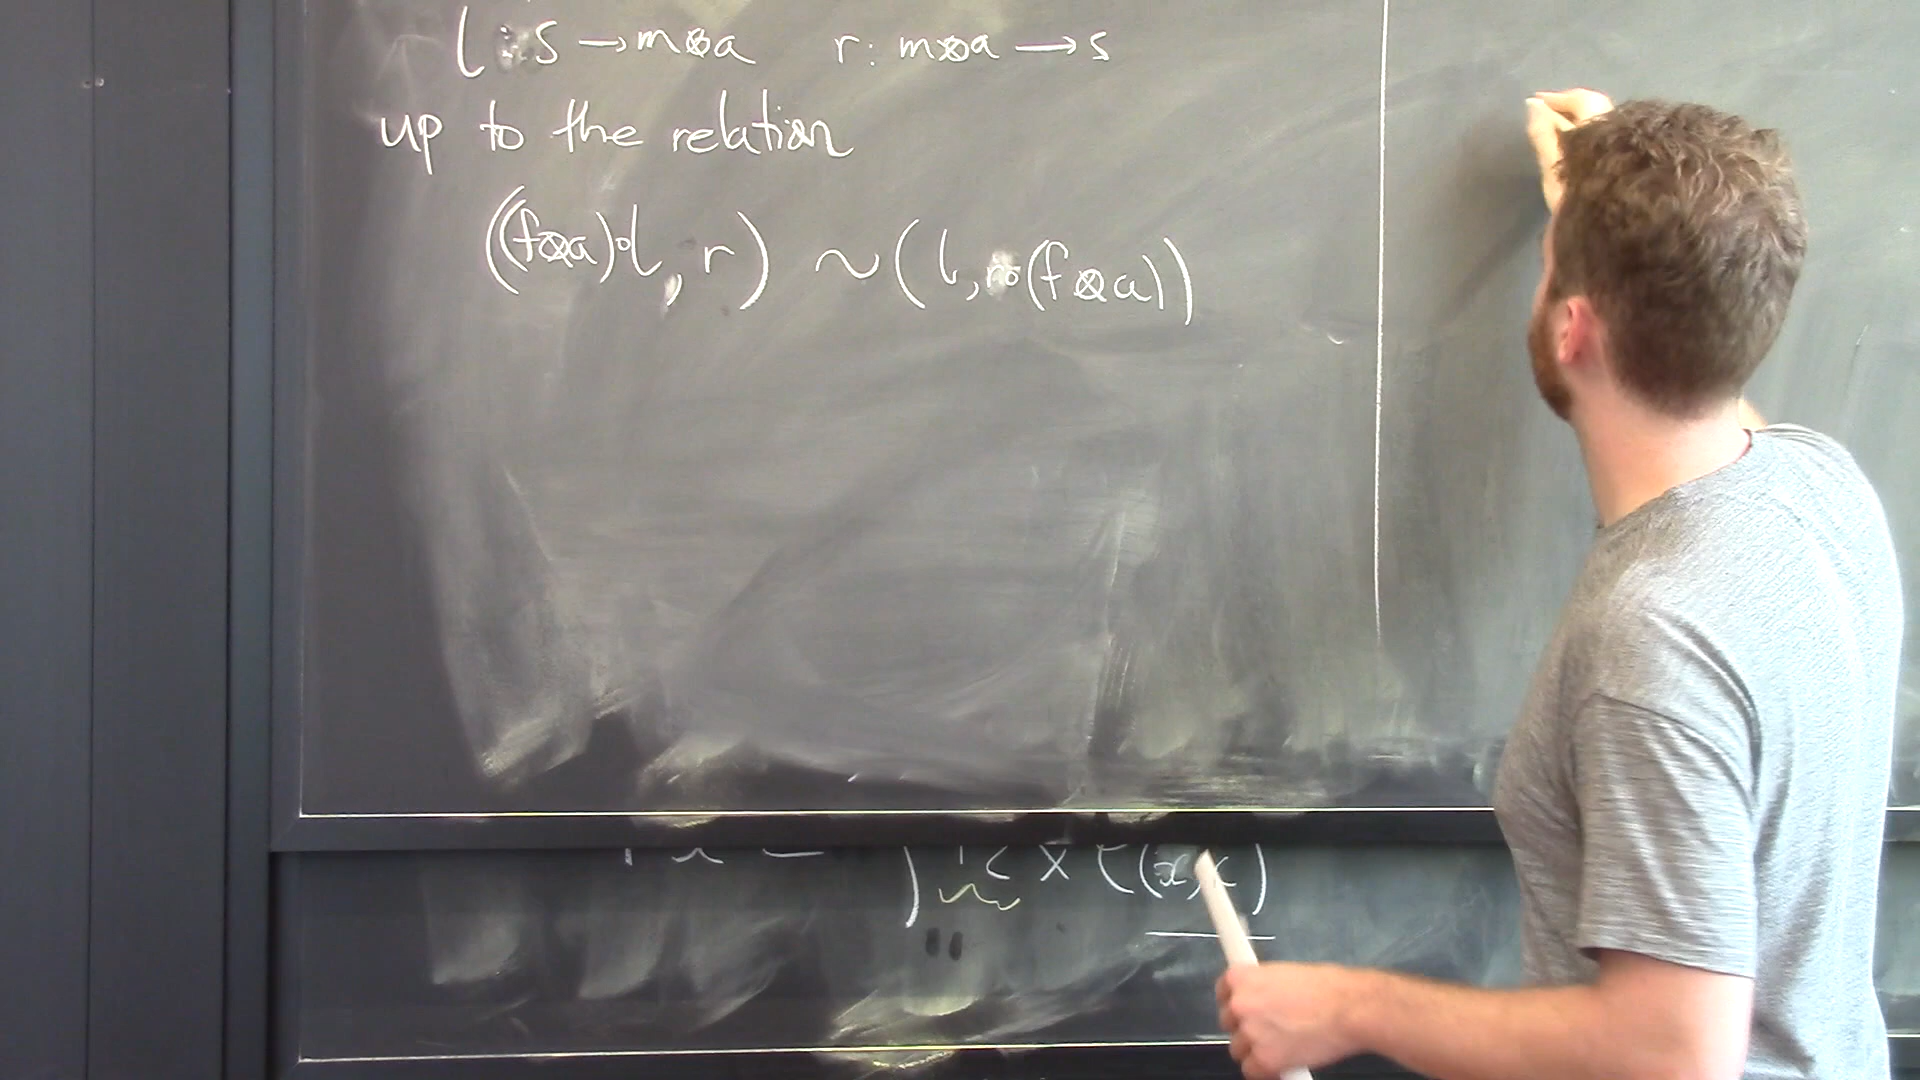 l : s → m⊗a r : m⊗a → s
up to the relation
((f⊗a)∘l, r) ~ (l, r∘(f⊗a))